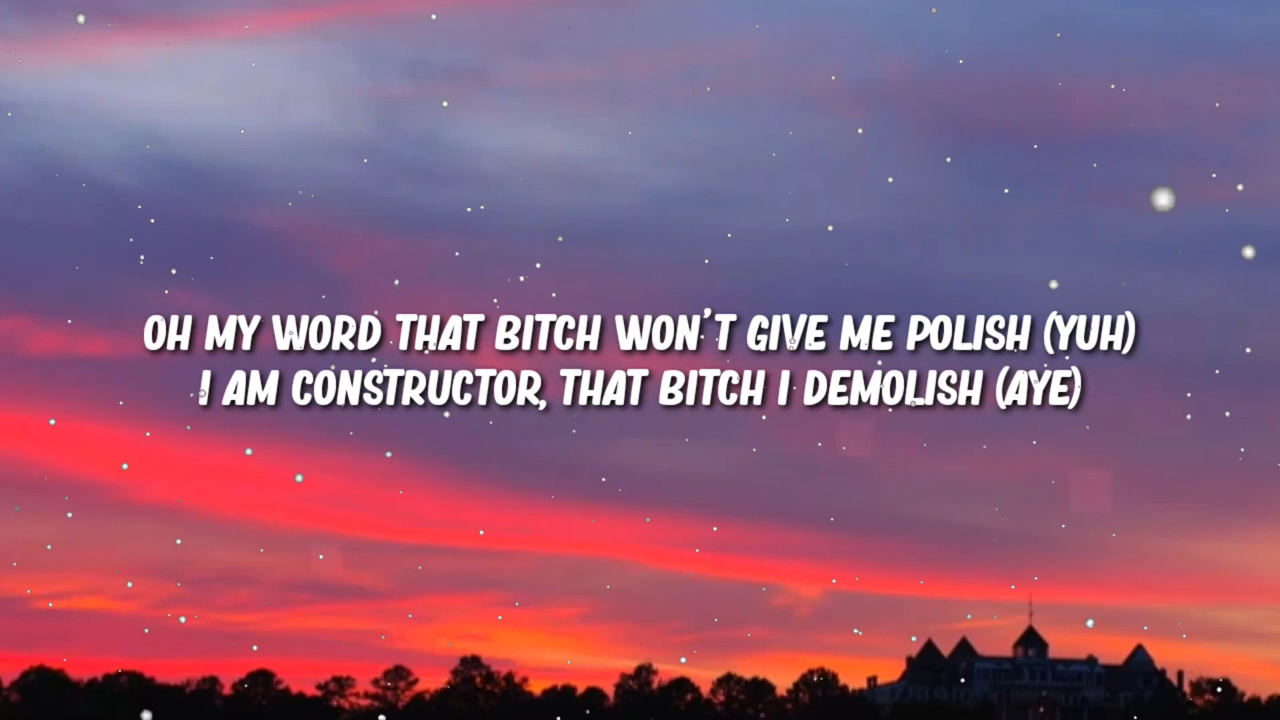 OH MY WORD THAT BITCH WON'T GIVE ME POLISH (YUH)
I AM CONSTRUCTOR, THAT BITCH I DEMOLISH (AYE)